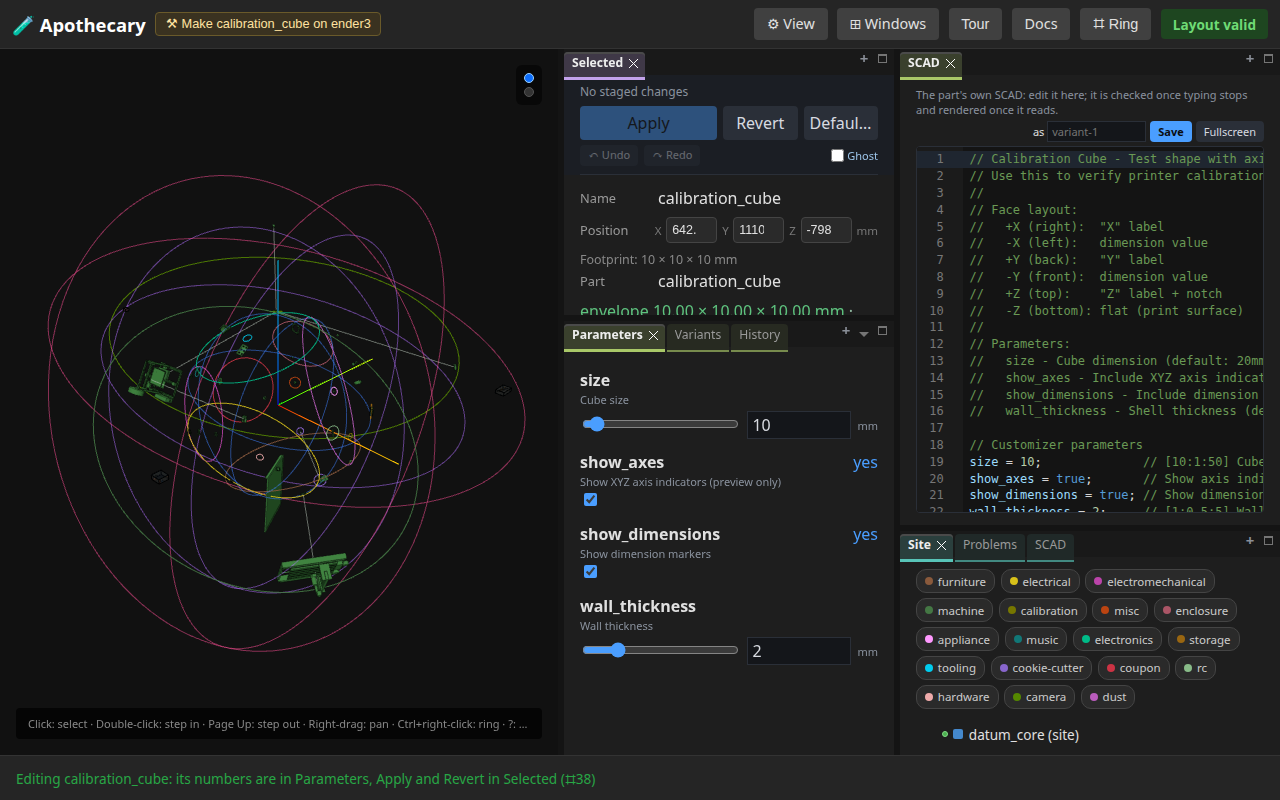 🧪 Apothecary
⚒ Make calibration_cube on ender3
⚙ View
⊞ Windows
Tour
Docs
⌗ Ring
Layout valid
Click: select · Double-click: step in · Page Up: step out · Right-drag: pan · Ctrl+right-click: ring · ?: ...
Selected
No staged changes
Apply
Revert
Defaul...
↶ Undo
↷ Redo
Ghost
Name calibration_cube
Position X 642. Y 1110 Z -798 mm
Footprint: 10 × 10 × 10 mm
Part calibration_cube
envelope 10.00 × 10.00 × 10.00 mm ·
Parameters
Variants
History
size
Cube size
10 mm
show_axes yes
Show XYZ axis indicators (preview only)
show_dimensions yes
Show dimension markers
wall_thickness
Wall thickness
2 mm
SCAD
The part's own SCAD: edit it here; it is checked once typing stops
and rendered once it reads.
as variant-1 Save Fullscreen
1 // Calibration Cube - Test shape with axi
2 // Use this to verify printer calibration
3 //
4 // Face layout:
5 //   +X (right):  "X" label
6 //   -X (left):   dimension value
7 //   +Y (back):   "Y" label
8 //   -Y (front):  dimension value
9 //   +Z (top):    "Z" label + notch
10 //   -Z (bottom): flat (print surface)
11 //
12 // Parameters:
13 //   size - Cube dimension (default: 20mm
14 //   show_axes - Include XYZ axis indicat
15 //   show_dimensions - Include dimension
16 //   wall_thickness - Shell thickness (de
17
18 // Customizer parameters
19 size = 10;               // [10:1:50] Cube
20 show_axes = true;        // Show axis indi
21 show_dimensions = true; // Show dimension
22 wall_thickness = 2;     // [1:0.5:5] Wall
Site
Problems
SCAD
furniture
electrical
electromechanical
machine
calibration
misc
enclosure
appliance
music
electronics
storage
tooling
cookie-cutter
coupon
rc
hardware
camera
dust
datum_core (site)
Editing calibration_cube: its numbers are in Parameters, Apply and Revert in Selected (⌗38)